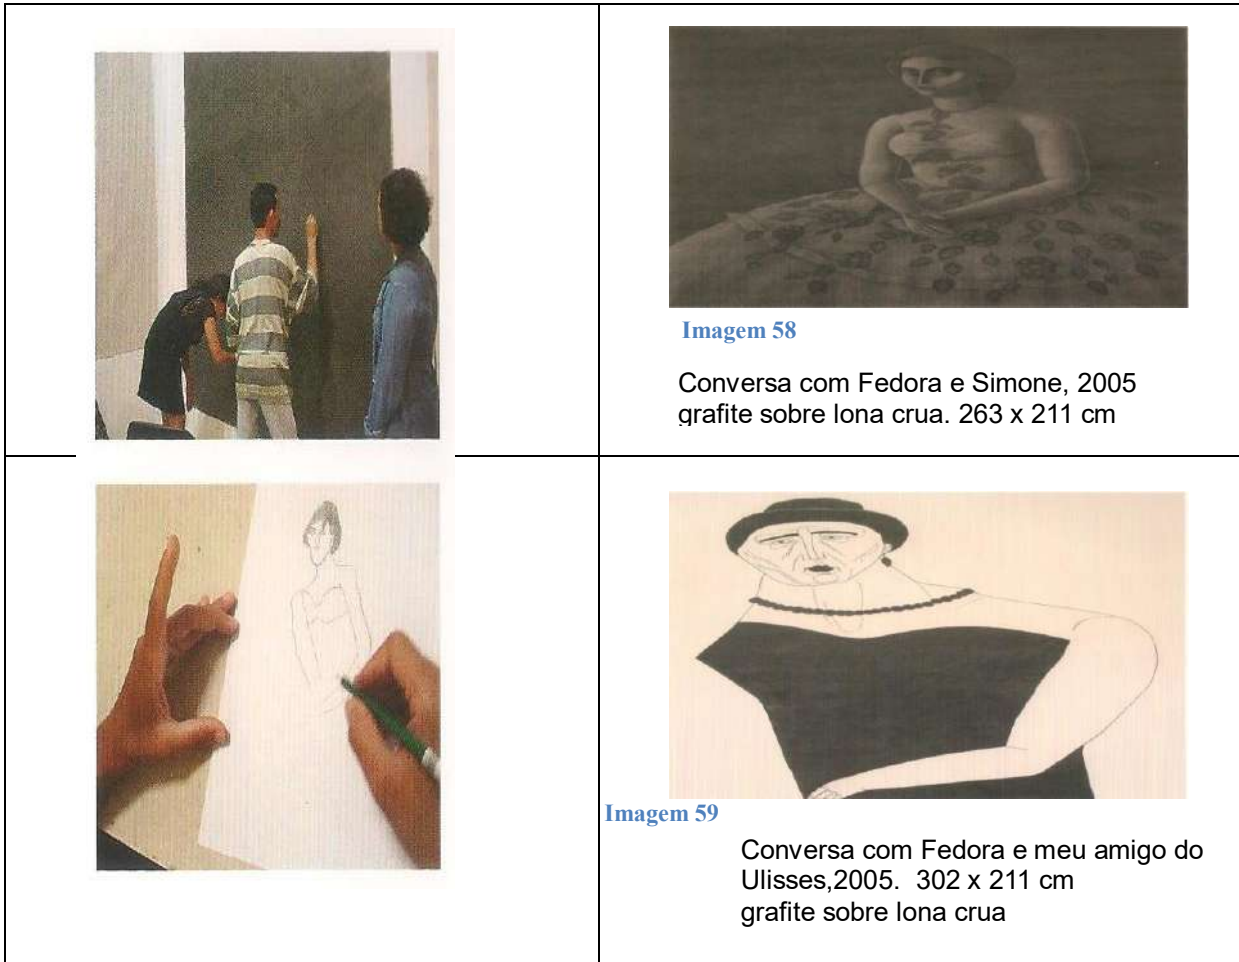 Imagem 58
Conversa com Fedora e Simone, 2005
grafite sobre lona crua. 263 x 211 cm
Imagem 59
Conversa com Fedora e meu amigo do
Ulisses,2005.  302 x 211 cm
grafite sobre lona crua